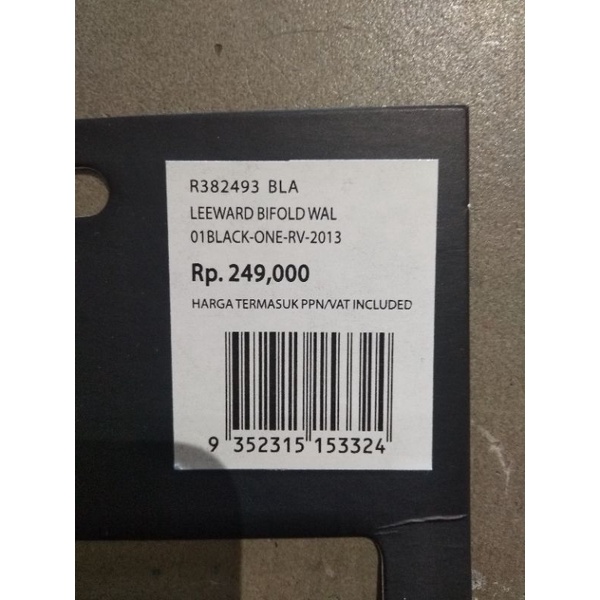 R382493 BLA
LEEWARD BIFOLD WAL
01BLACK-ONE-RV-2013
Rp. 249,000
HARGA TERMASUK PPN/VAT INCLUDED
9 352315 153324